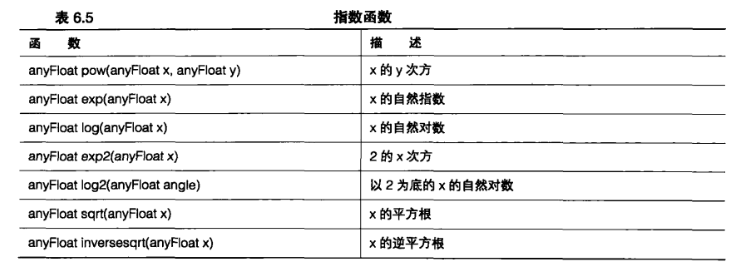 表 6.5 指数函数
函 数 描 述
anyFloat pow(anyFloat x, anyFloat y) x 的 y 次方
anyFloat exp(anyFloat x) x 的自然指数
anyFloat log(anyFloat x) x 的自然对数
anyFloat exp2(anyFloat x) 2 的 x 次方
anyFloat log2(anyFloat angle) 以 2 为底的 x 的自然对数
anyFloat sqrt(anyFloat x) x 的平方根
anyFloat inversesqrt(anyFloat x) x 的逆平方根